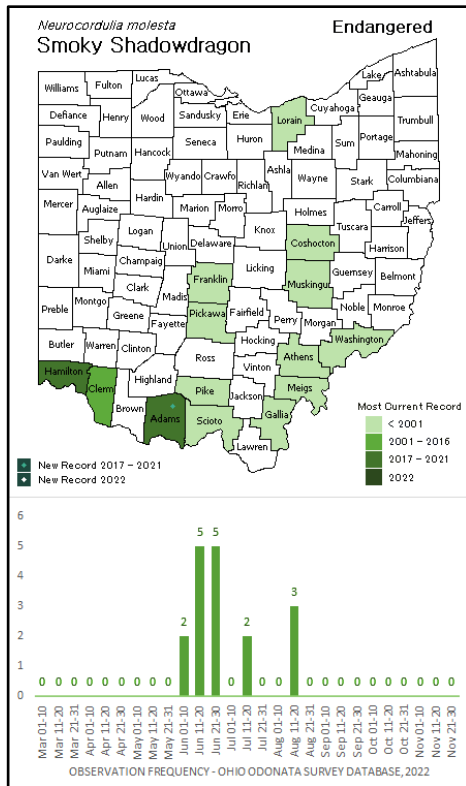 Neurocordulia molesta
Endangered
Smoky Shadowdragon
Williams
Fulton
Lucas
Ottawa
Lake
Ashtabula
Geauga
Defiance
Henry
Wood
Sandusky
Erie
Lorain
Cuyahoga
Trumbull
Paulding
Putnam
Hancock
Seneca
Huron
Medina
Sum
Portage
Mahoning
Van Wert
Allen
Wyando
Crawfo
Richlan
Ashla
Wayne
Stark
Columbiana
Mercer
Auglaize
Hardin
Marion
Morro
Holmes
Carroll
Jeffers
Shelby
Logan
Union
Delaware
Knox
Coshocton
Tuscara
Harrison
Darke
Miami
Champaig
Clark
Madis
Franklin
Licking
Muskingu
Guernsey
Belmont
Preble
Montgo
Greene
Fayette
Pickawa
Fairfield
Perry
Morgan
Noble
Monroe
Butler
Warren
Clinton
Ross
Hocking
Athens
Washington
Hamilton
Clerm
Highland
Pike
Vinton
Meigs
Brown
Adams
Scioto
Jackson
Gallia
Lawren
Most Current Record
< 2001
2001 – 2016
2017 – 2021
2022
New Record 2017 – 2021
New Record 2022
6
5
4
3
2
1
0
0 0 0 0 0 0 0 0 0 2 5 5 0 2 0 0 3 0 0 0 0 0 0 0 0 0 0
Mar 01-10
Mar 11-20
Mar 21-31
Apr 01-10
Apr 11-20
Apr 21-30
May 01-10
May 11-20
May 21-31
Jun 01-10
Jun 11-20
Jun 21-30
Jul 01-10
Jul 11-20
Jul 21-31
Aug 01-10
Aug 11-20
Aug 21-31
Sep 01-10
Sep 11-20
Sep 21-30
Oct 01-10
Oct 11-20
Oct 21-31
Nov 01-10
Nov 11-20
Nov 21-30
OBSERVATION FREQUENCY - OHIO ODONATA SURVEY DATABASE, 2022